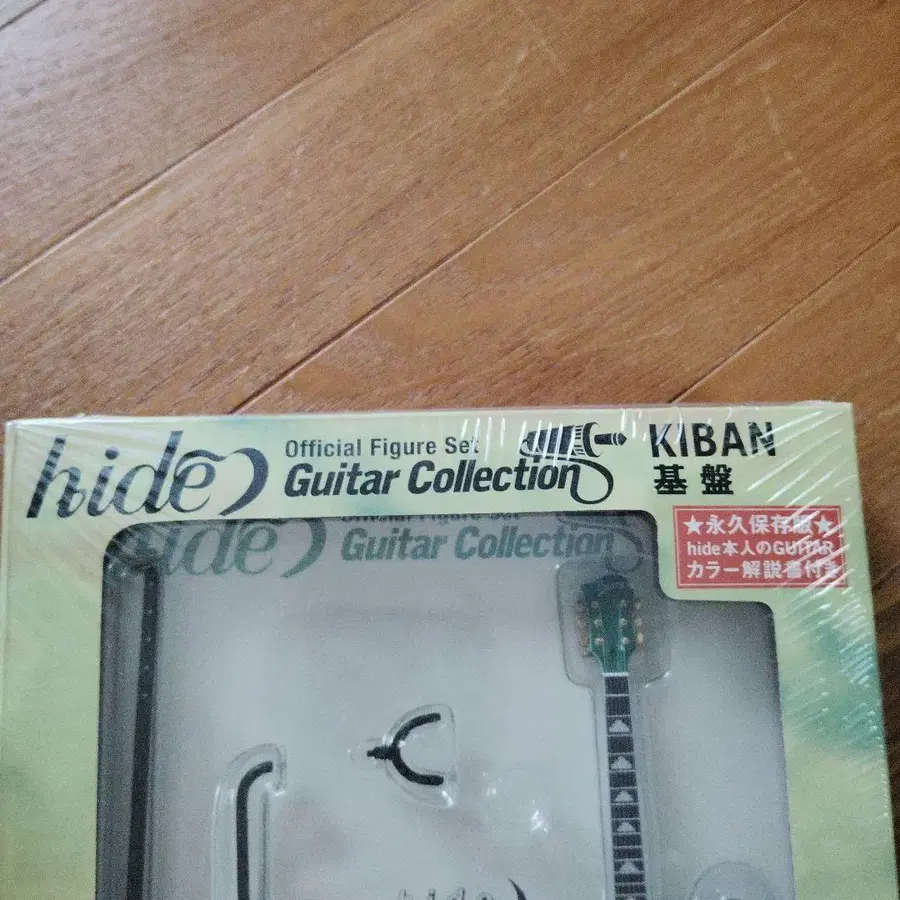 hide
Official Figure Set
Guitar Collection
KIBAN
基盤
★永久保存版★
hide本人のGUITAR
カラー解説書付き
hide
Official Figure Set
Guitar Collection
hide